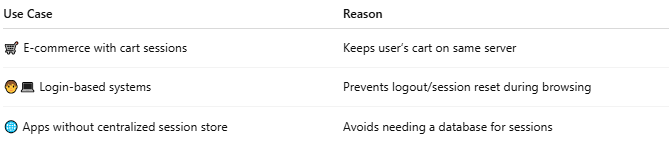 Use Case Reason
🛒 E-commerce with cart sessions Keeps user's cart on same server
🧑‍💻 Login-based systems Prevents logout/session reset during browsing
🌐 Apps without centralized session store Avoids needing a database for sessions